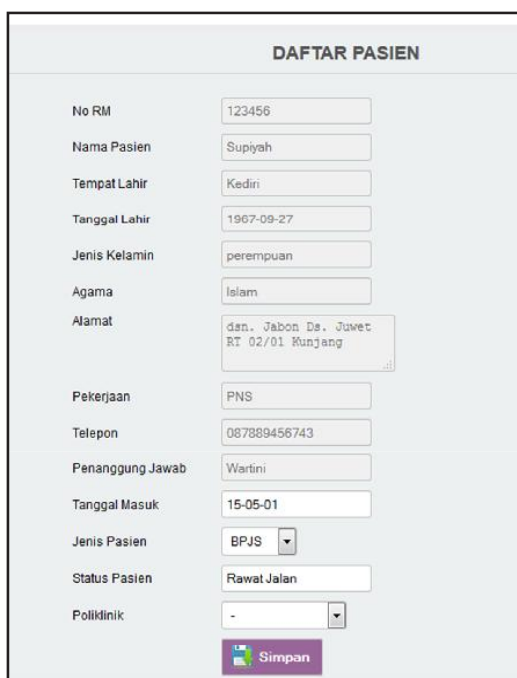 DAFTAR PASIEN
No RM 123456
Nama Pasien Supiyah
Tempat Lahir Kediri
Tanggal Lahir 1967-09-27
Jenis Kelamin perempuan
Agama Islam
Alamat dsn. Jabon Ds. Juwet
RT 02/01 Kunjang
Pekerjaan PNS
Telepon 087889456743
Penanggung Jawab Wartini
Tanggal Masuk 15-05-01
Jenis Pasien BPJS
Status Pasien Rawat Jalan
Poliklinik -
Simpan